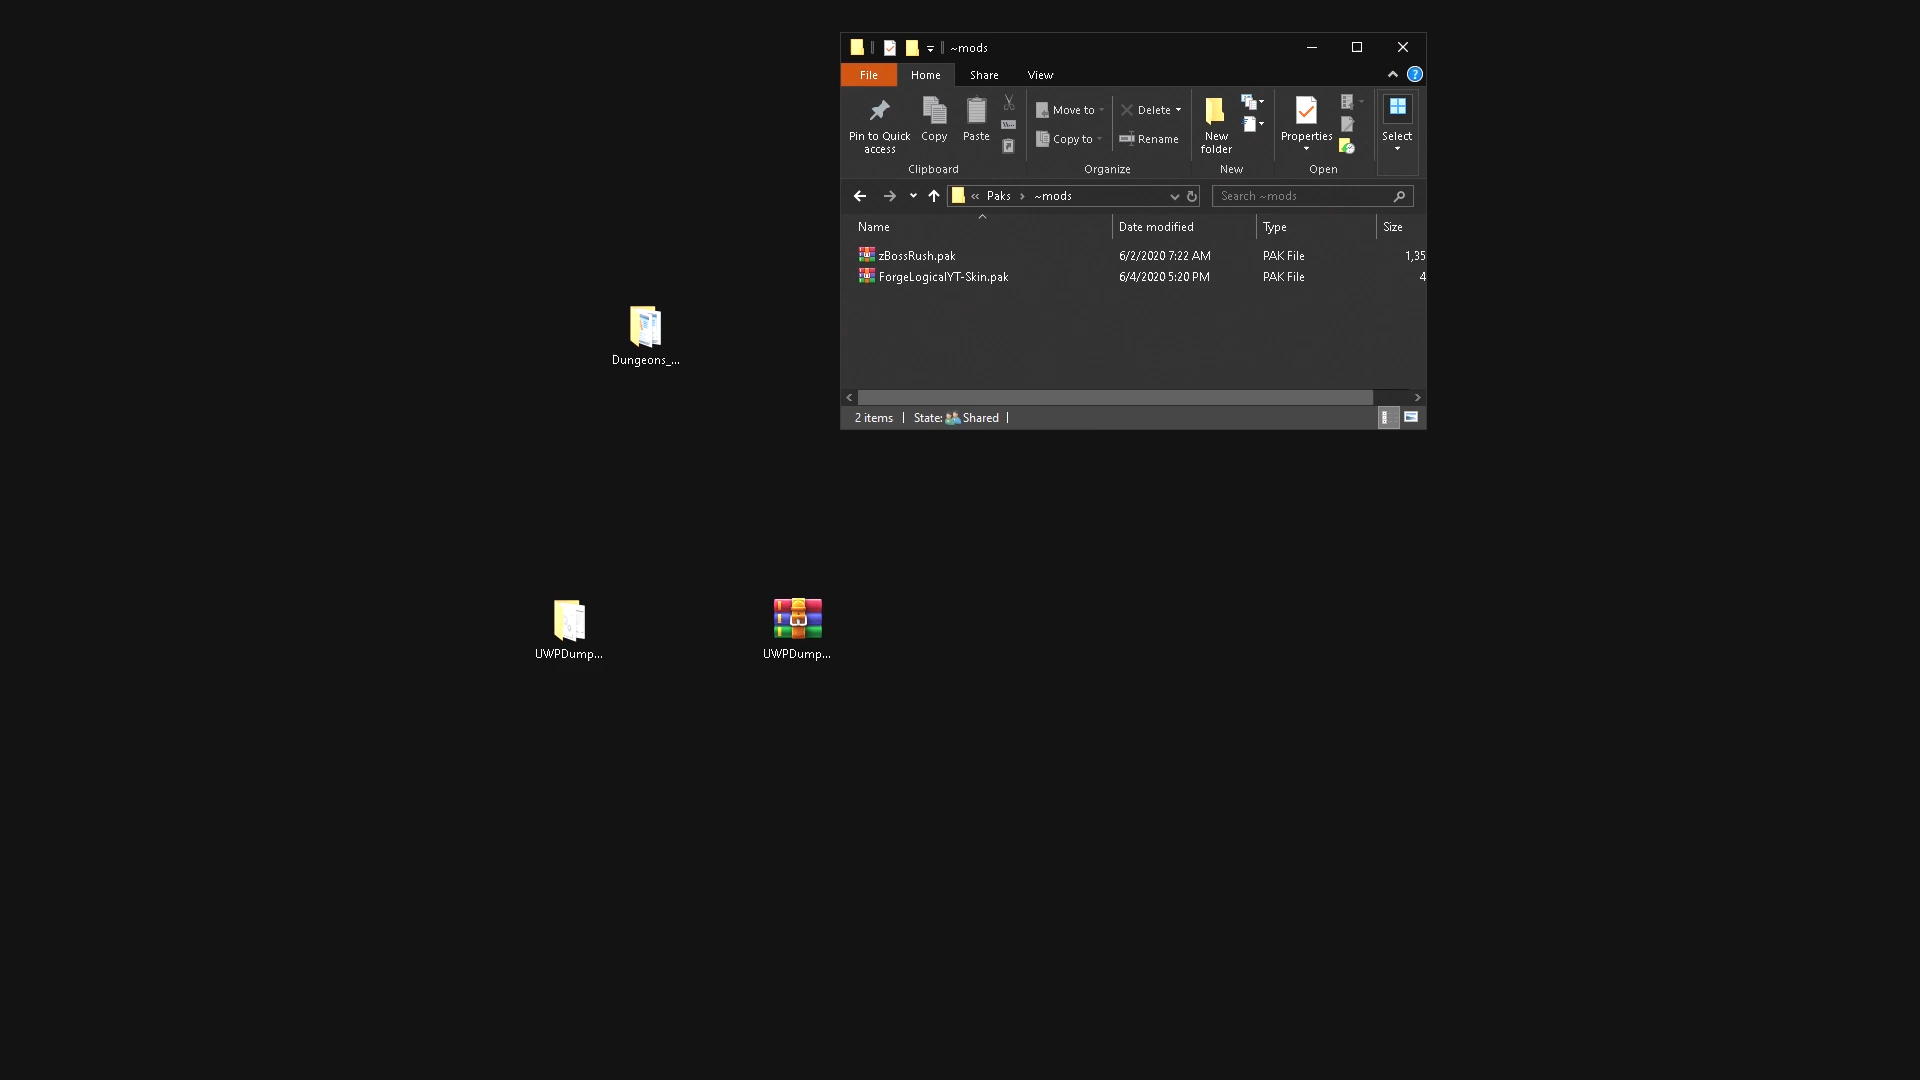 ~mods
File Home Share View
Pin to Quick access
Copy
Paste
Move to
Copy to
Delete
Rename
New folder
Properties
Select
Clipboard Organize New Open
« Paks > ~mods
Search ~mods
Name Date modified Type Size
zBossRush.pak 6/2/2020 7:22 AM PAK File 1,35
ForgeLogicalYT-Skin.pak 6/4/2020 5:20 PM PAK File 4
2 items State: Shared
Dungeons_...
UWPDump...
UWPDump...